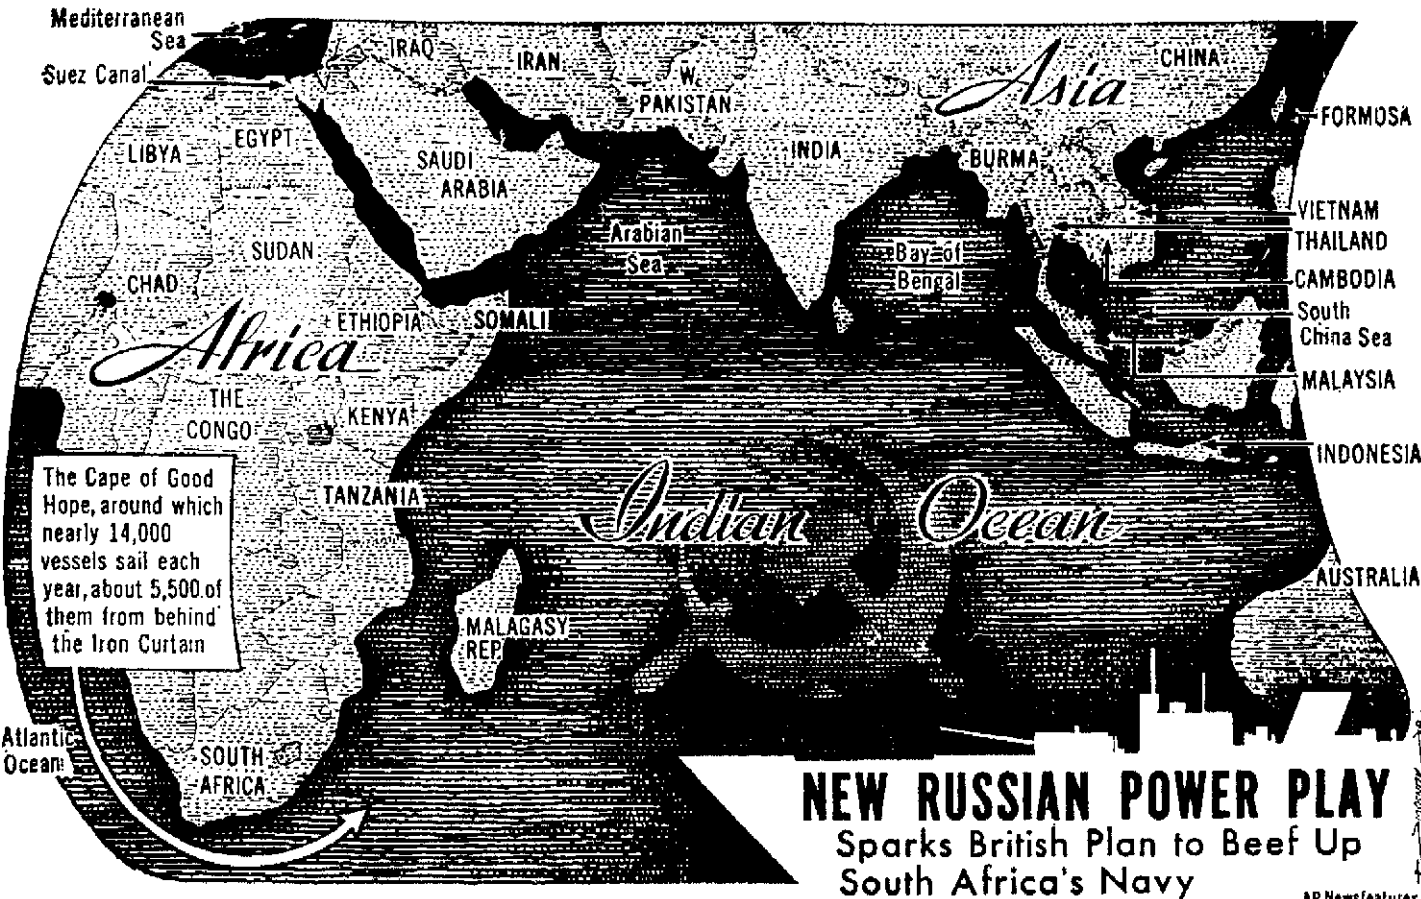 Mediterranean
Sea
Suez Canal
IRAQ
IRAN
W.
PAKISTAN
Asia
CHINA
FORMOSA
EGYPT
LIBYA
SAUDI
ARABIA
INDIA
BURMA
VIETNAM
THAILAND
CAMBODIA
South
China Sea
MALAYSIA
INDONESIA
SUDAN
Arabian
Sea
Bay of
Bengal
CHAD
ETHIOPIA
SOMALI
Africa
THE
CONGO
KENYA
TANZANIA
Indian Ocean
The Cape of Good
Hope, around which
nearly 14,000
vessels sail each
year, about 5,500 of
them from behind
the Iron Curtain
AUSTRALIA
MALAGASY
REP.
Atlantic
Ocean
SOUTH
AFRICA
NEW RUSSIAN POWER PLAY
Sparks British Plan to Beef Up
South Africa's Navy
AP Newsfeatures